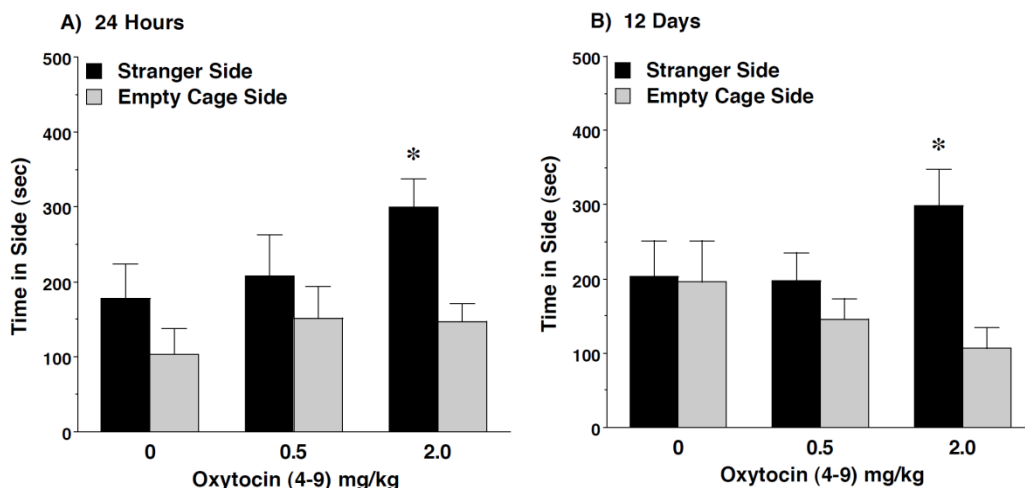 A) 24 Hours
500
400
300
200
100
0
Time in Side (sec)
Stranger Side
Empty Cage Side
*
0 0.5 2.0
Oxytocin (4-9) mg/kg
B) 12 Days
500
400
300
200
100
0
Time in Side (sec)
Stranger Side
Empty Cage Side
*
0 0.5 2.0
Oxytocin (4-9) mg/kg